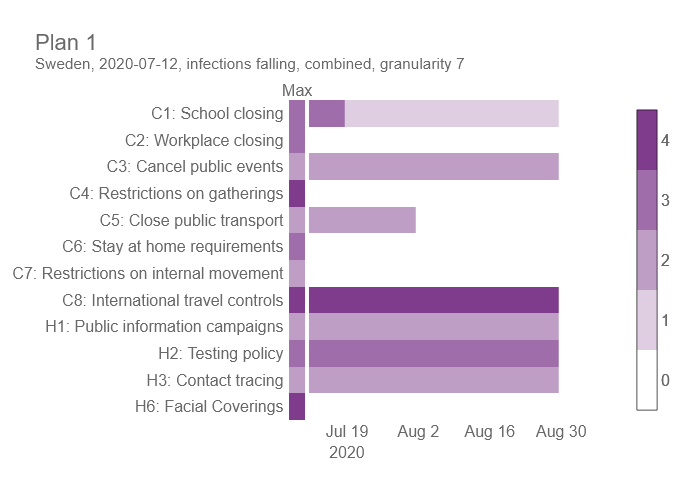 Plan 1
Sweden, 2020-07-12, infections falling, combined, granularity 7
Max
C1: School closing
C2: Workplace closing
C3: Cancel public events
C4: Restrictions on gatherings
C5: Close public transport
C6: Stay at home requirements
C7: Restrictions on internal movement
C8: International travel controls
H1: Public information campaigns
H2: Testing policy
H3: Contact tracing
H6: Facial Coverings
Jul 19 Aug 2 Aug 16 Aug 30
2020
4
3
2
1
0